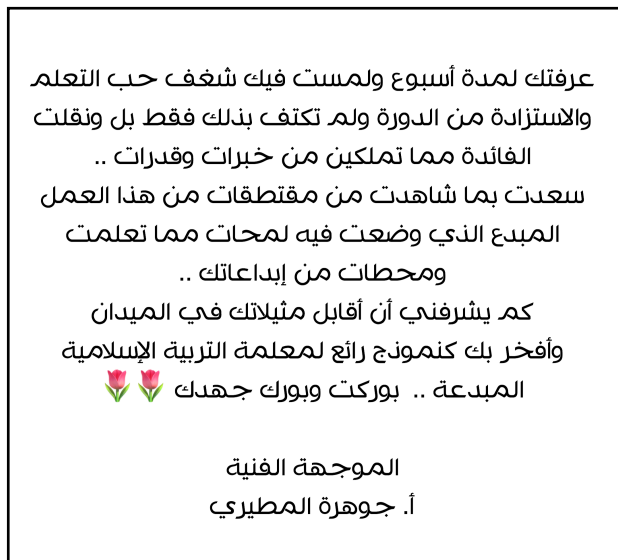 عرفتك لمدة أسبوع ولمست فيك شغف حب التعلم
والاستزادة من الدورة ولم تكتف بذلك فقط بل ونقلت
الفائدة مما تملكين من خبرات وقدرات ..
سعدت بما شاهدت من مقتطقات من هذا العمل
المبدع الذي وضعت فيه لمحات مما تعلمت
ومحطات من إبداعاتك ..
كم يشرفني أن أقابل مثيلاتك في الميدان
وأفخر بك كنموذج رائع لمعلمة التربية الإسلامية
المبدعة .. بوركت وبورك جهدك 🌷🌷
الموجهة الفنية
أ. جوهرة المطيري